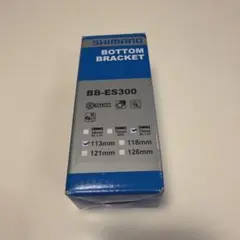 SHIMANO
BOTTOM
BRACKET
BB-ES300
113mm 118mm
121mm 126mm